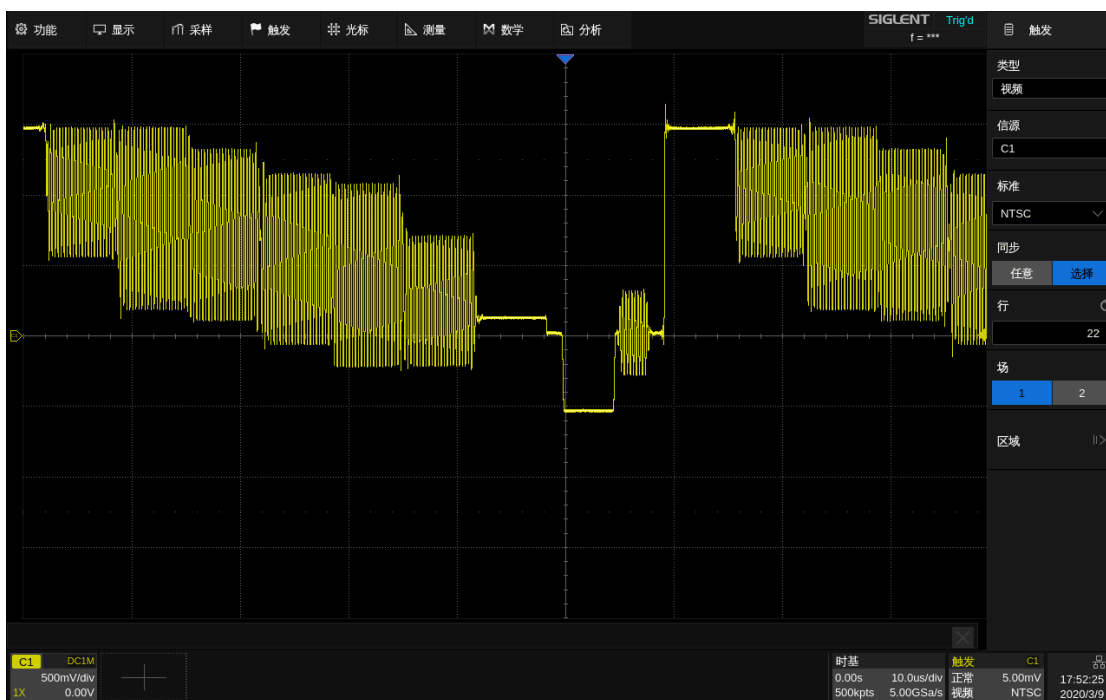 功能 显示 采样 触发 光标 测量 数学 分析 SIGLENT Trig'd 触发
f = ***
类型
视频
信源
C1
标准
NTSC
同步
任意 选择
行
22
场
1 2
区域
C1 DC1M
500mV/div
1X 0.00V
时基
0.00s 10.0us/div
500kpts 5.00GSa/s
触发 C1
正常 5.00mV
视频 NTSC
17:52:25
2020/3/9